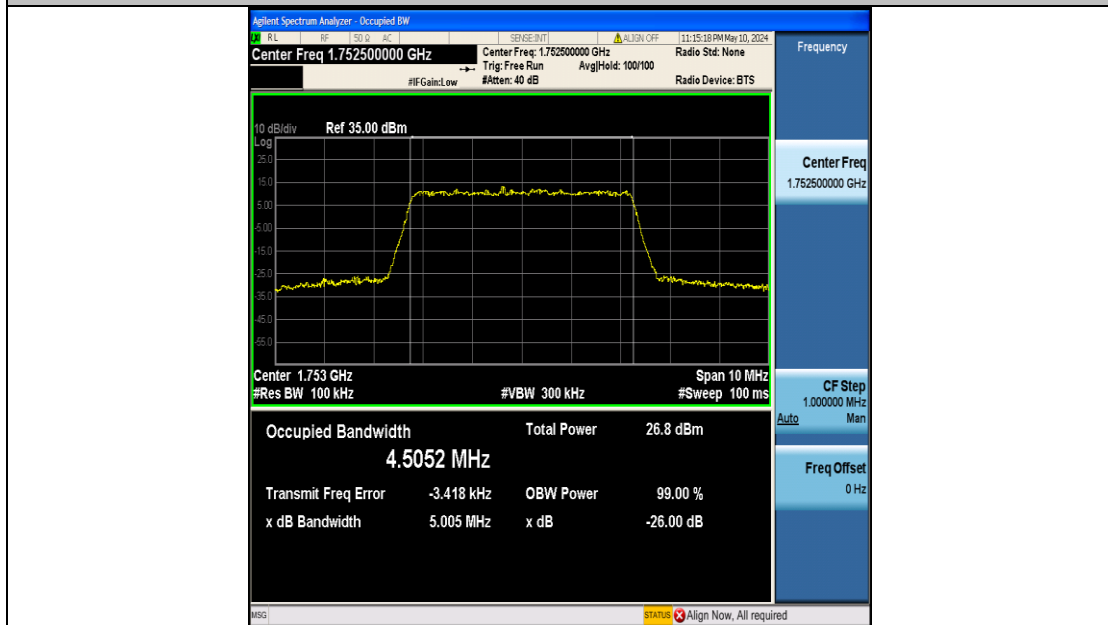 Agilent Spectrum Analyzer - Occupied BW
LXI RL RF 50 Ω AC SENSE:INT ALIGN OFF 11:15:18 PM May 10, 2024
Center Freq 1.752500000 GHz
Center Freq: 1.752500000 GHz Radio Std: None
Trig: Free Run Avg|Hold: 100/100
#IFGain:Low #Atten: 40 dB Radio Device: BTS
10 dB/div Ref 35.00 dBm
Log
25.0
15.0
5.00
-5.00
-15.0
-25.0
-35.0
-45.0
-55.0
Center 1.753 GHz Span 10 MHz
#Res BW 100 kHz #VBW 300 kHz #Sweep 100 ms
Occupied Bandwidth Total Power 26.8 dBm
4.5052 MHz
Transmit Freq Error -3.418 kHz OBW Power 99.00 %
x dB Bandwidth 5.005 MHz x dB -26.00 dB
MSG STATUS Align Now, All required
Frequency
Center Freq
1.752500000 GHz
CF Step
1.000000 MHz
Auto Man
Freq Offset
0 Hz